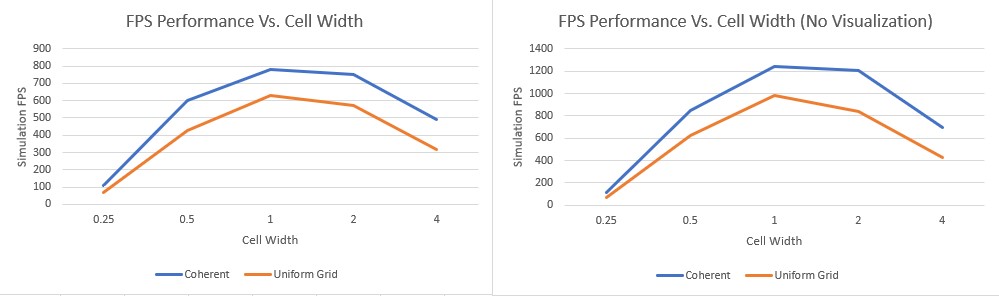 FPS Performance Vs. Cell Width
Simulation FPS
900
800
700
600
500
400
300
200
100
0
0.25 0.5 1 2 4
Cell Width
Coherent Uniform Grid
FPS Performance Vs. Cell Width (No Visualization)
Simulation FPS
1400
1200
1000
800
600
400
200
0
0.25 0.5 1 2 4
Cell Width
Coherent Uniform Grid